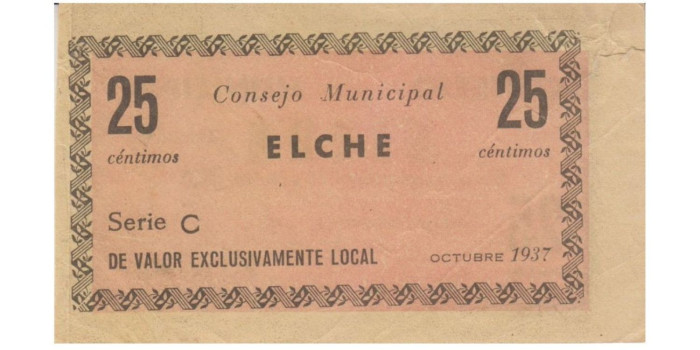 25 Consejo Municipal 25
céntimos ELCHE céntimos
Serie C
DE VALOR EXCLUSIVAMENTE LOCAL OCTUBRE 1937